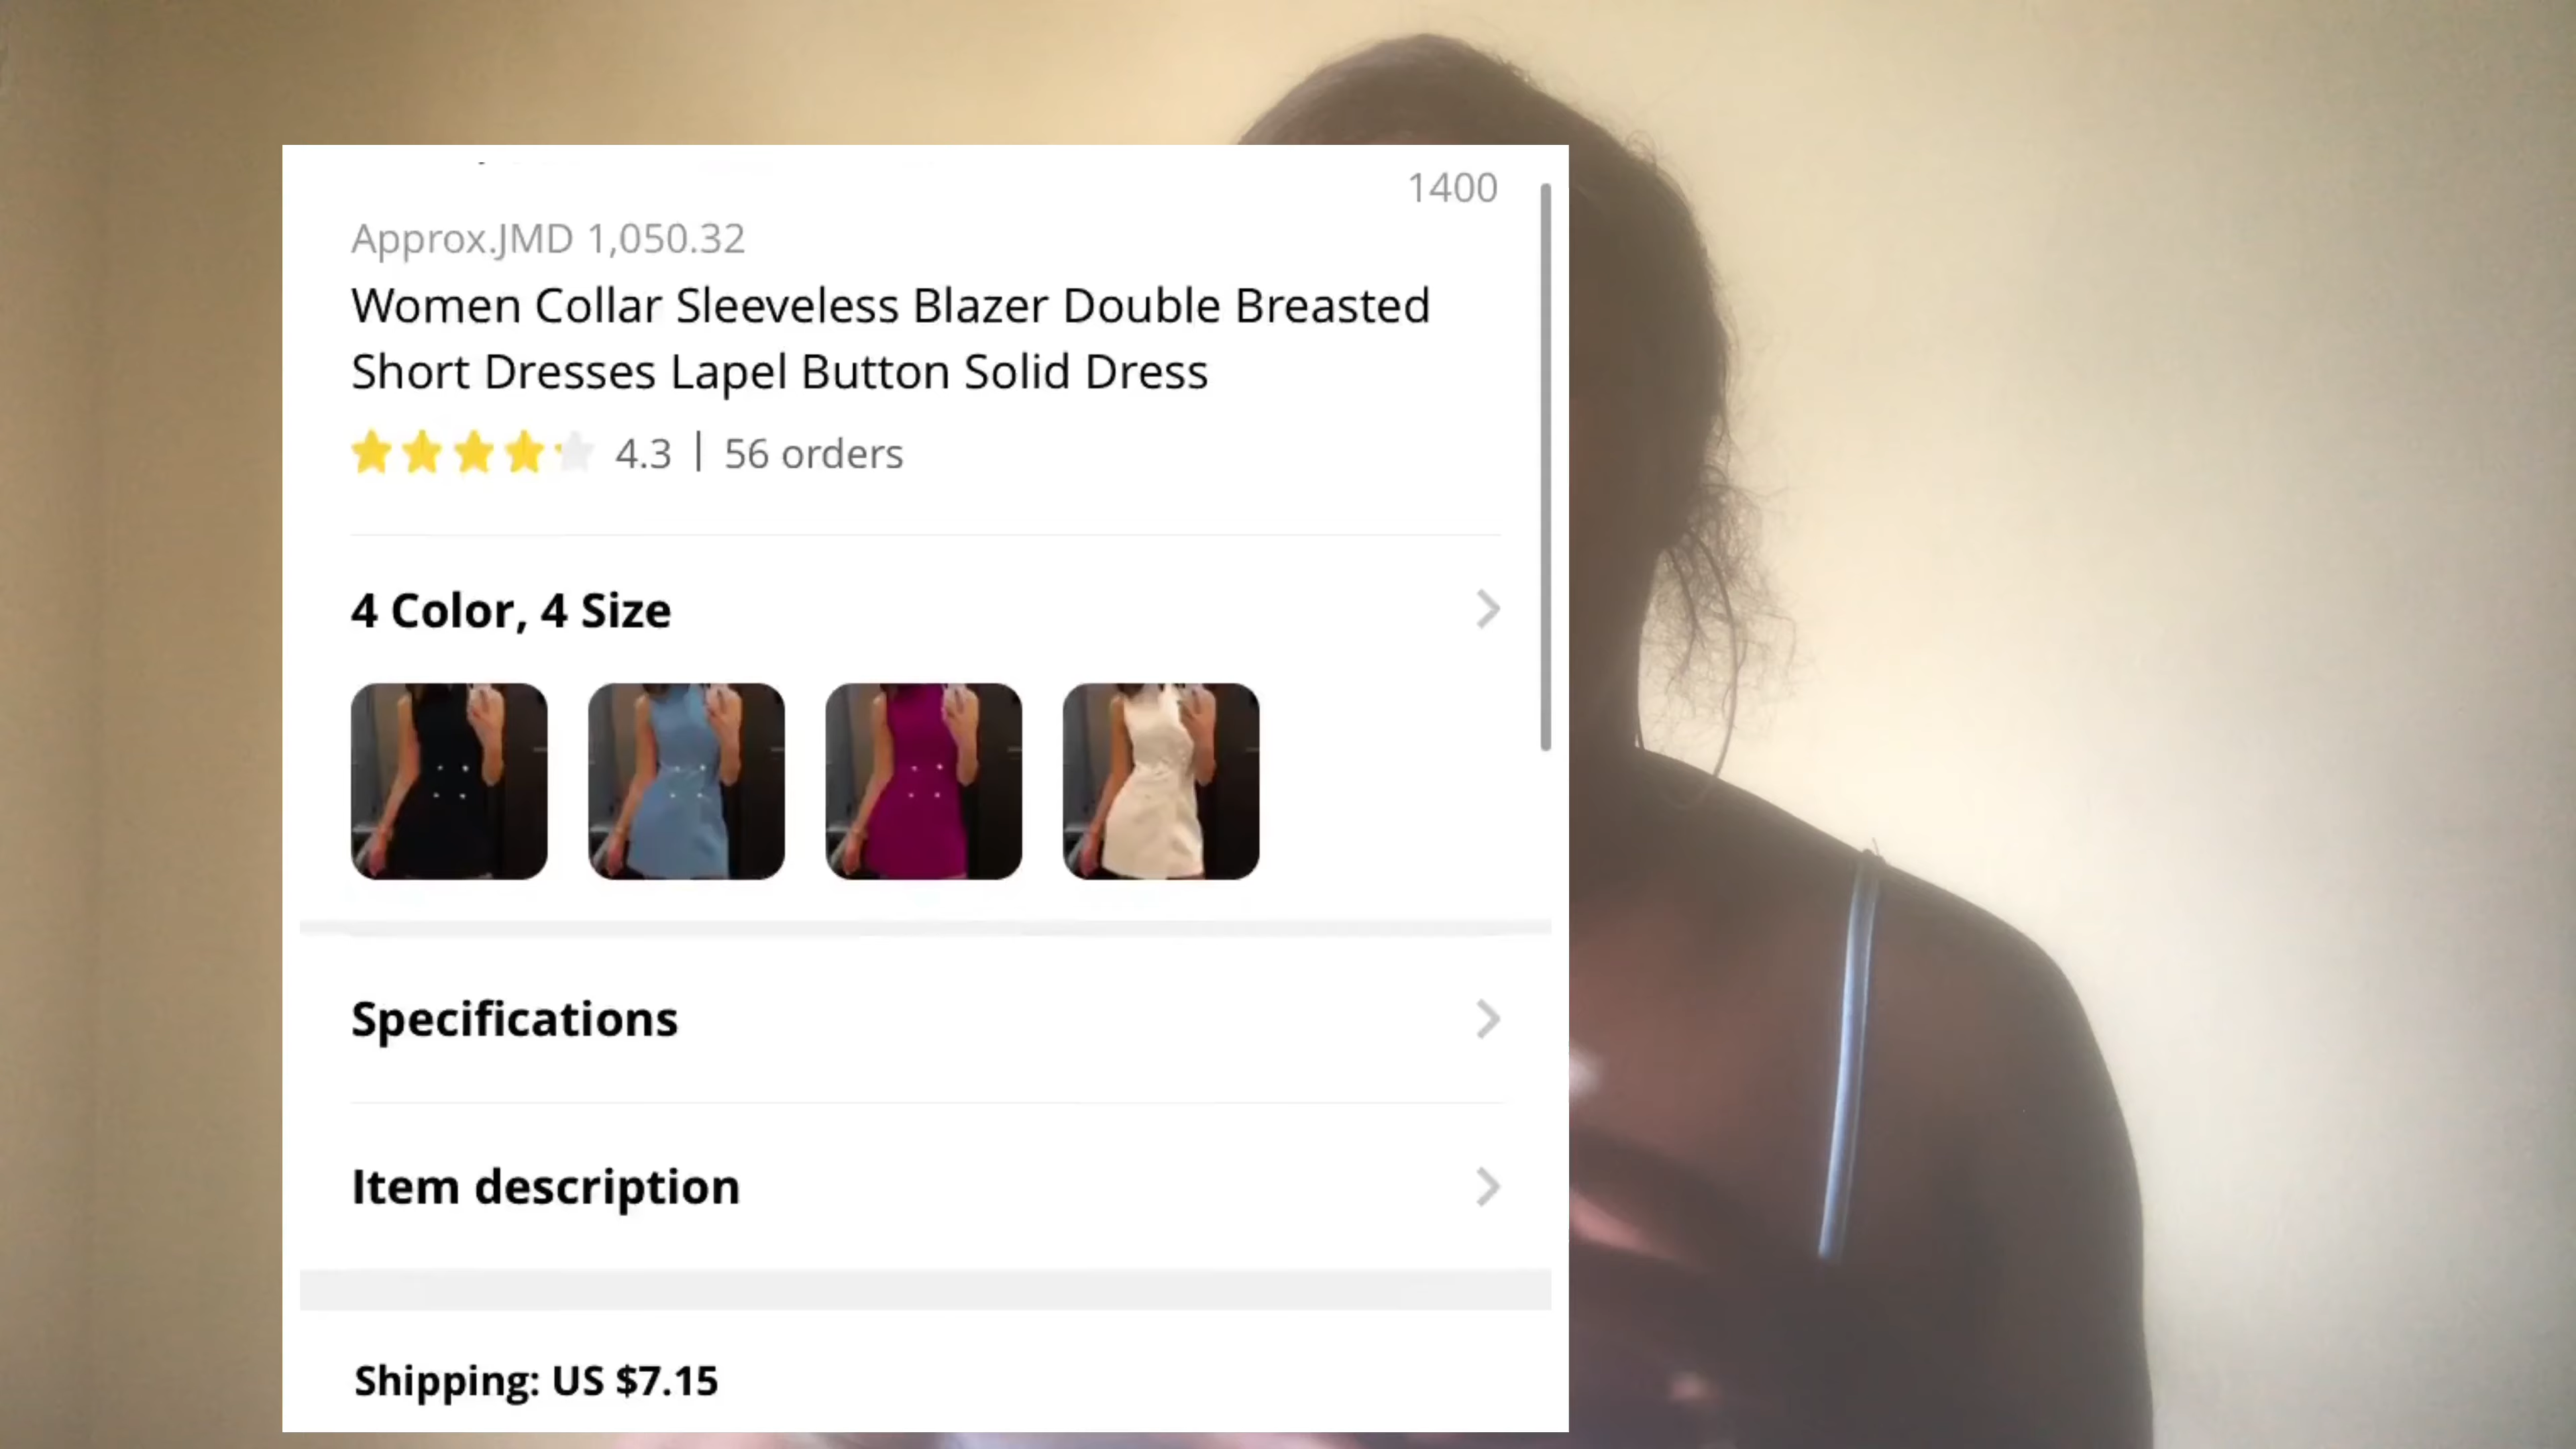 1400
Approx.JMD 1,050.32
Women Collar Sleeveless Blazer Double Breasted
Short Dresses Lapel Button Solid Dress
4.3 | 56 orders
4 Color, 4 Size
Specifications
Item description
Shipping: US $7.15